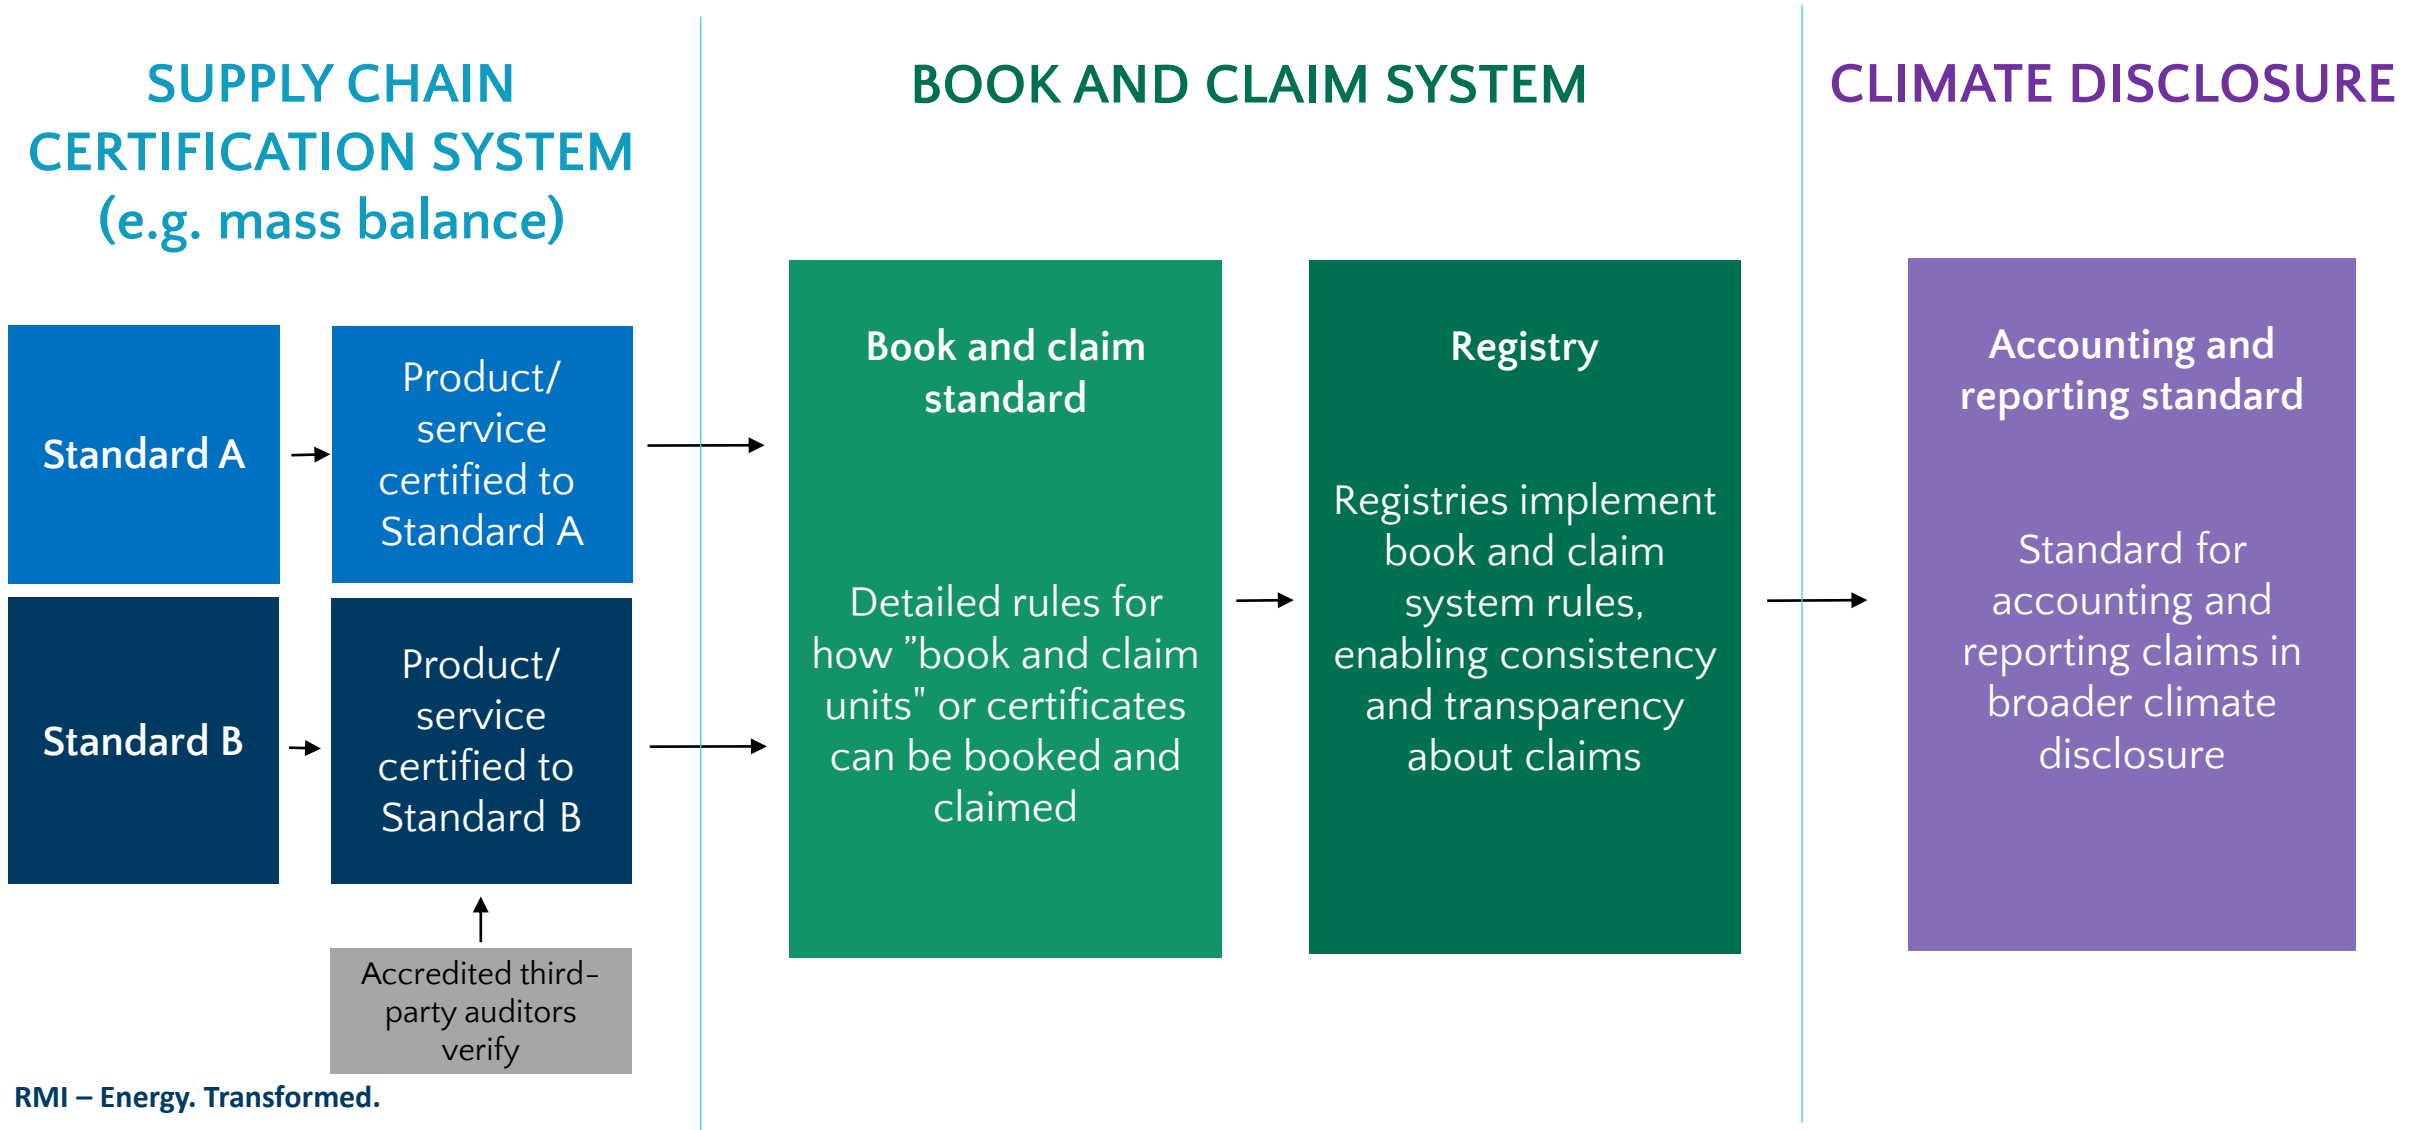 SUPPLY CHAIN
CERTIFICATION SYSTEM
(e.g. mass balance)
Standard A
Product/
service
certified to
Standard A
Standard B
Product/
service
certified to
Standard B
Accredited third-
party auditors
verify
BOOK AND CLAIM SYSTEM
Book and claim
standard
Detailed rules for
how ”book and claim
units" or certificates
can be booked and
claimed
Registry
Registries implement
book and claim
system rules,
enabling consistency
and transparency
about claims
CLIMATE DISCLOSURE
Accounting and
reporting standard
Standard for
accounting and
reporting claims in
broader climate
disclosure
RMI – Energy. Transformed.